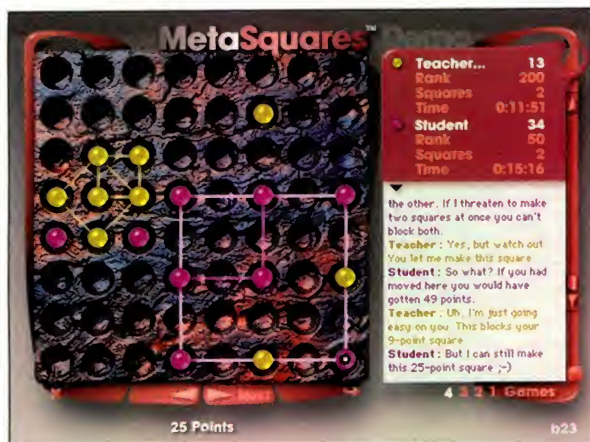 MetaSquares™ Demo
Teacher... 13
Rank 200
Squares 2
Time 0:11:51
Student 34
Rank 50
Squares 2
Time 0:15:16
the other. If I threaten to make
two squares at once you can't
block both.
Teacher : Yes, but watch out
You let me make this square
Student : So what? If you had
moved here you would have
gotten 49 points.
Teacher : Uh, I'm just going
easy on you. This blocks your
9-point square
Student : But I can still make
this 25-point square ;-)
4 3 2 1 Games
25 Points
b23